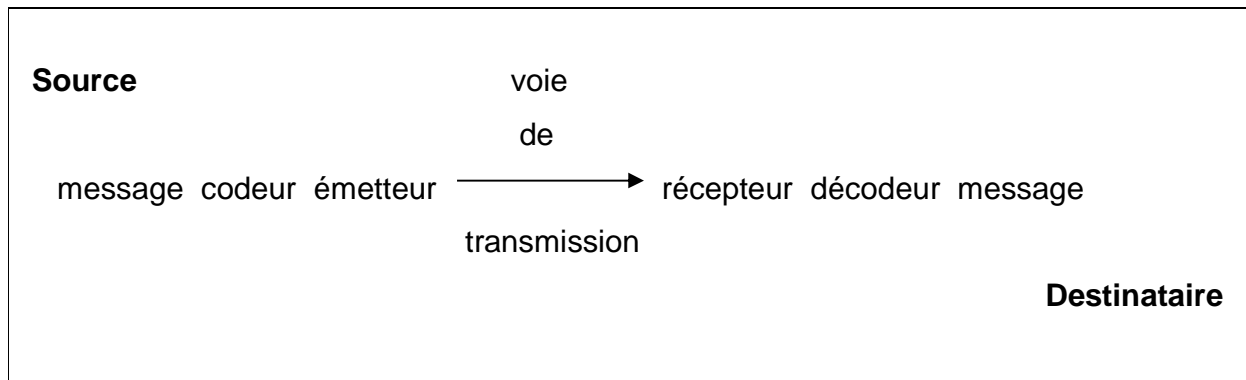 Source voie
de
message codeur émetteur récepteur décodeur message
transmission
Destinataire